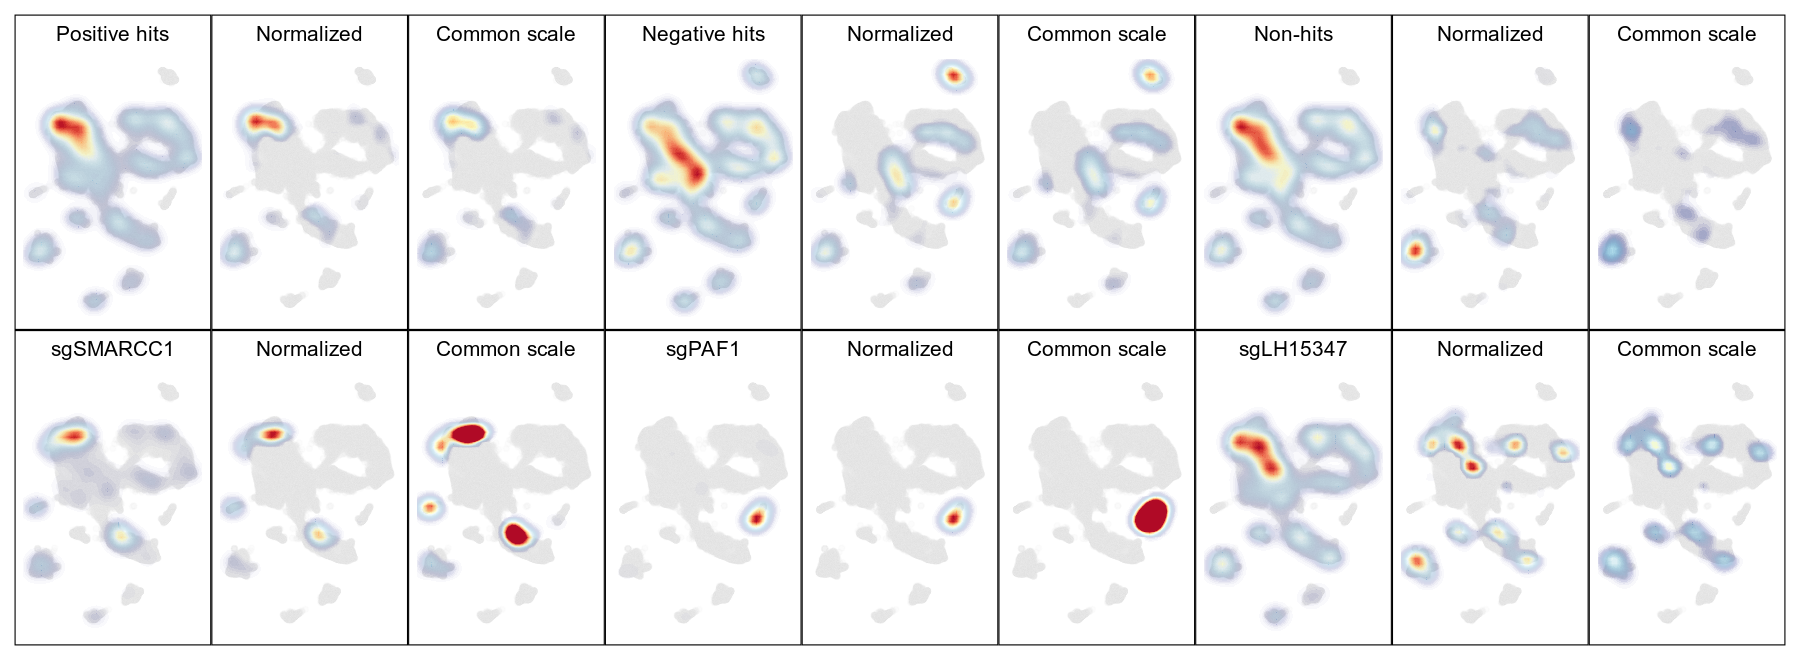 Positive hits Normalized Common scale Negative hits Normalized Common scale Non-hits Normalized Common scale
sgSMARCC1 Normalized Common scale sgPAF1 Normalized Common scale sgLH15347 Normalized Common scale